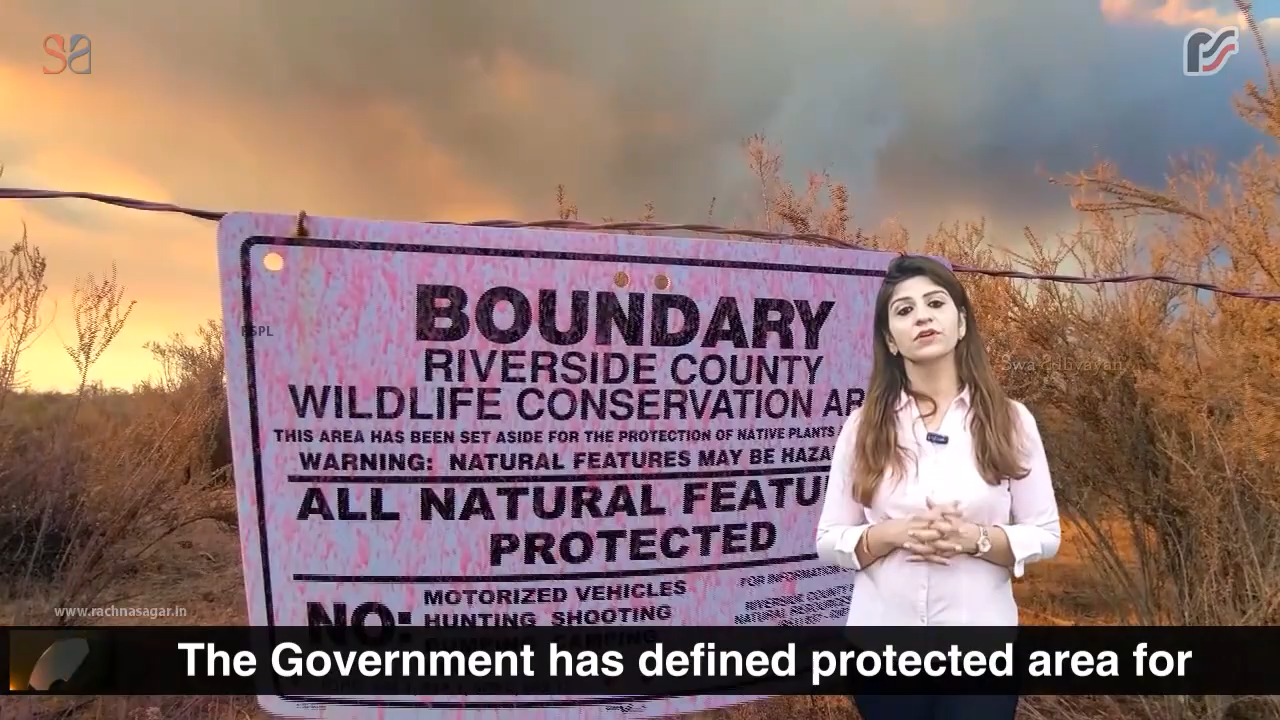 sa
rs
BOUNDARY
RIVERSIDE COUNTY
WILDLIFE CONSERVATION AR
THIS AREA HAS BEEN SET ASIDE FOR THE PROTECTION OF NATIVE PLANTS
WARNING: NATURAL FEATURES MAY BE HAZA
ALL NATURAL FEATU
PROTECTED
NO: MOTORIZED VEHICLES
HUNTING SHOOTING
FOR INFORMATION
RIVERSIDE COUNTY
www.rachnasagar.in
The Government has defined protected area for